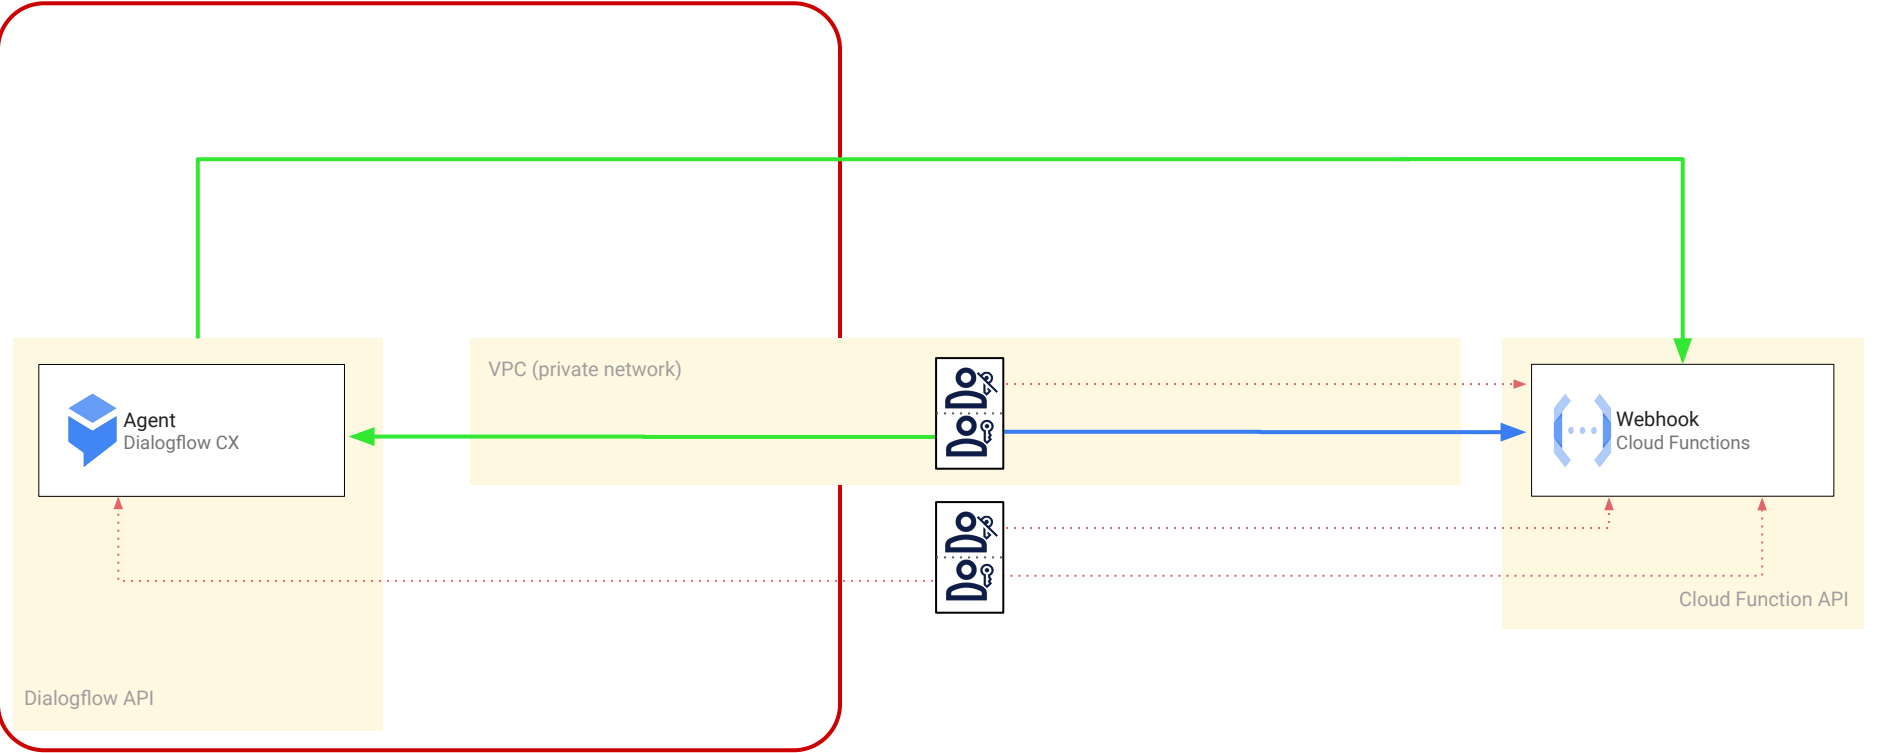 VPC (private network)
Agent
Dialogflow CX
Webhook
Cloud Functions
Cloud Function API
Dialogflow API